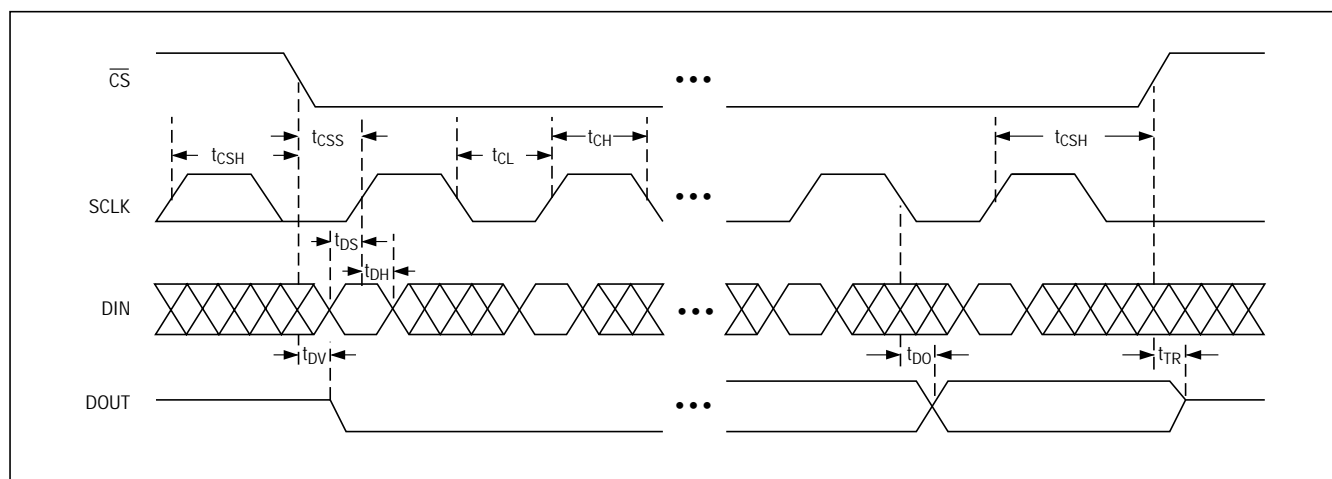 CS
•••
tCSS
tCH
tCSH
tCL
tCSH
SCLK
•••
tDS
tDH
DIN
•••
tDV
tDO
tTR
DOUT
•••